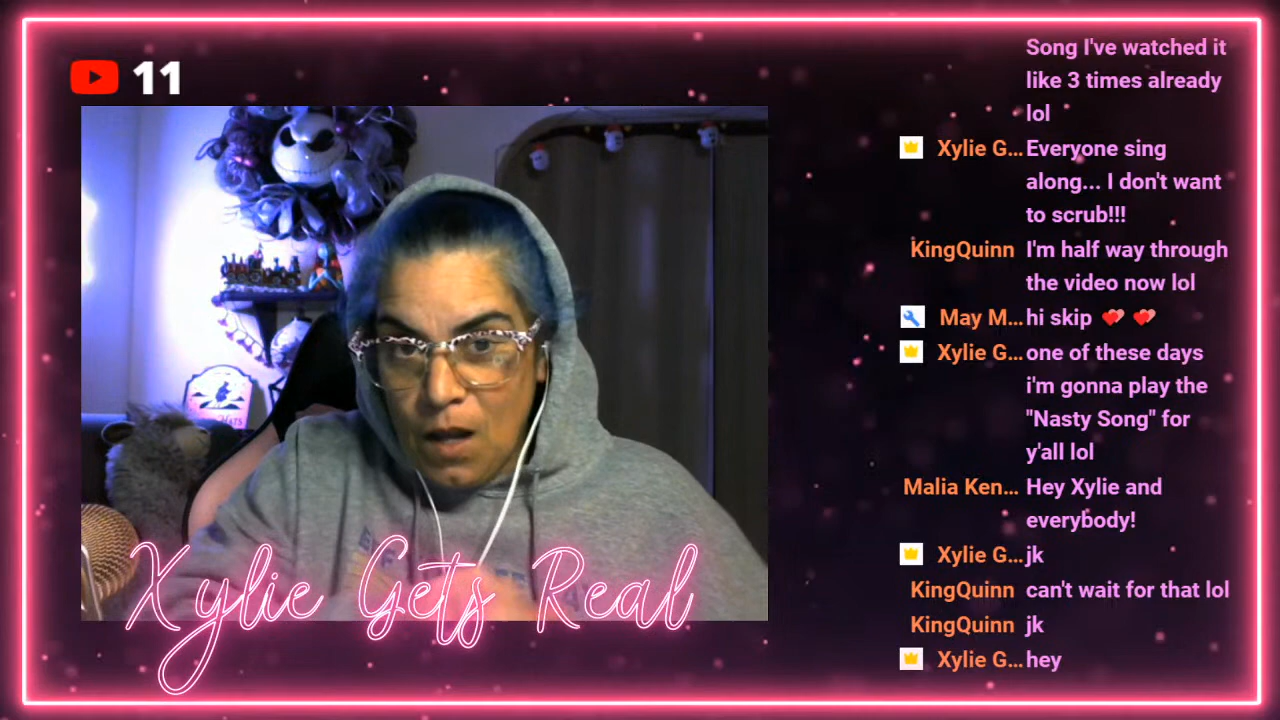 11
Song I've watched it
like 3 times already
lol
Xylie G... Everyone sing
along... I don't want
to scrub!!!
KingQuinn I'm half way through
the video now lol
May M... hi skip
Xylie G... one of these days
i'm gonna play the
"Nasty Song" for
y'all lol
Malia Ken... Hey Xylie and
everybody!
Xylie G... jk
KingQuinn can't wait for that lol
KingQuinn jk
Xylie G... hey
Xylie Gets Real